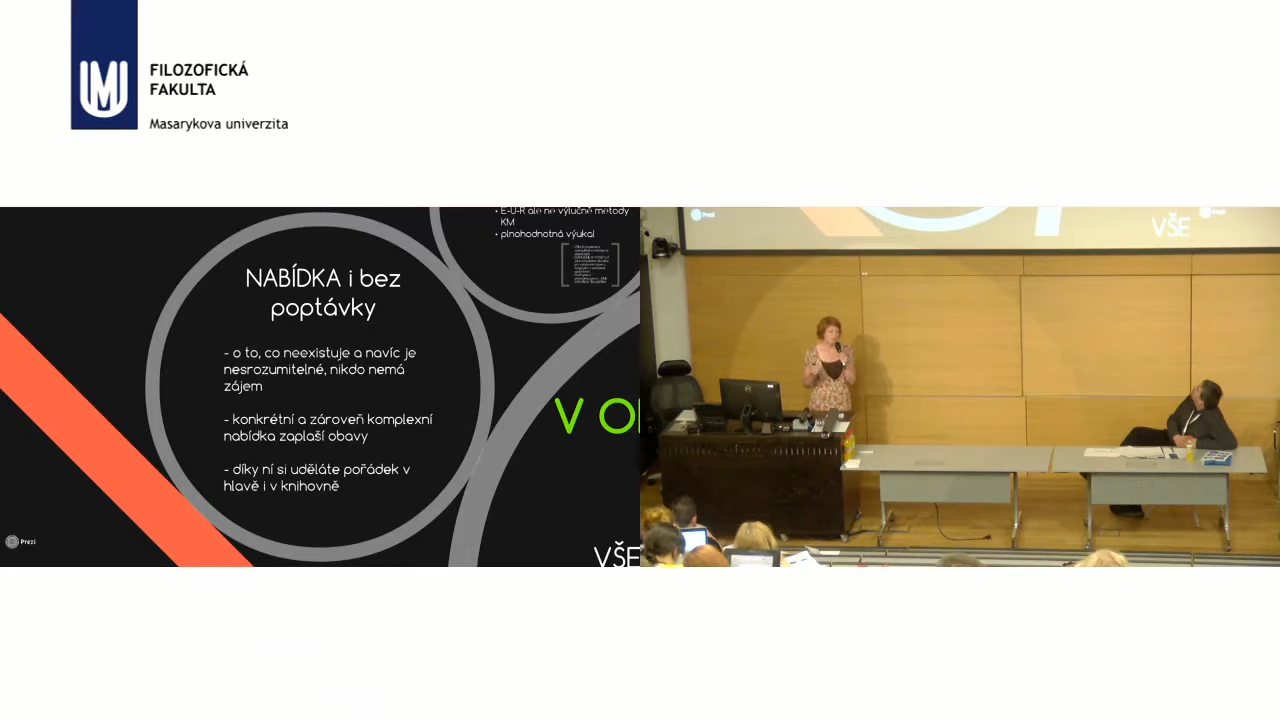 FILOZOFICKÁ
FAKULTA
Masarykova univerzita
E-U-R ale ne výlučně metody
KM
• plnohodnotná výuka!
NABÍDKA i bez
poptávky
- o to, co neexistuje a navíc je
nesrozumitelné, nikdo nemá
zájem
- konkrétní a zároveň komplexní
nabídka zaplaší obavy
- díky ní si uděláte pořádek v
hlavě i v knihovně
V O
VŠE
Prezi
Prezi
VŠE
Prezi